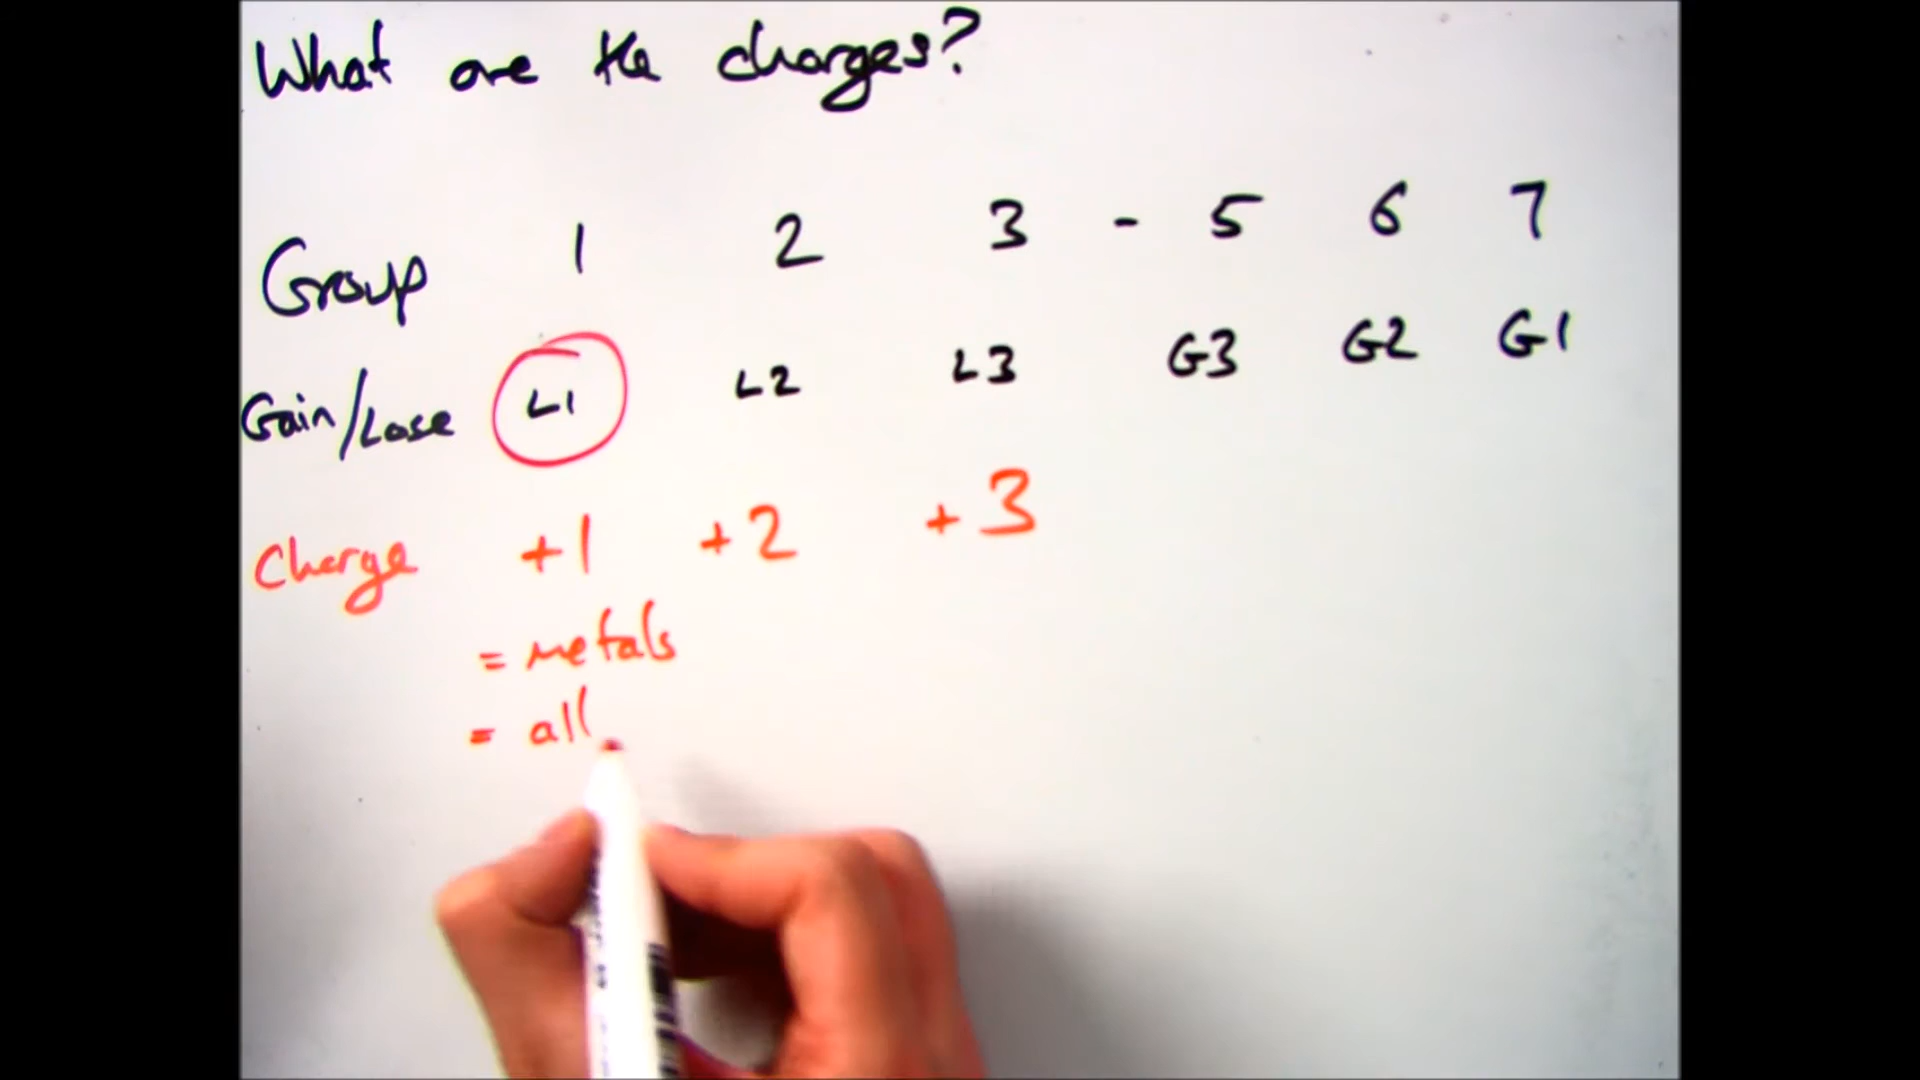 What are the charges?
Group 1 2 3 - 5 6 7
Gain/Lose L1 L2 L3 G3 G2 G1
Charge +1 +2 +3
= metals
= all